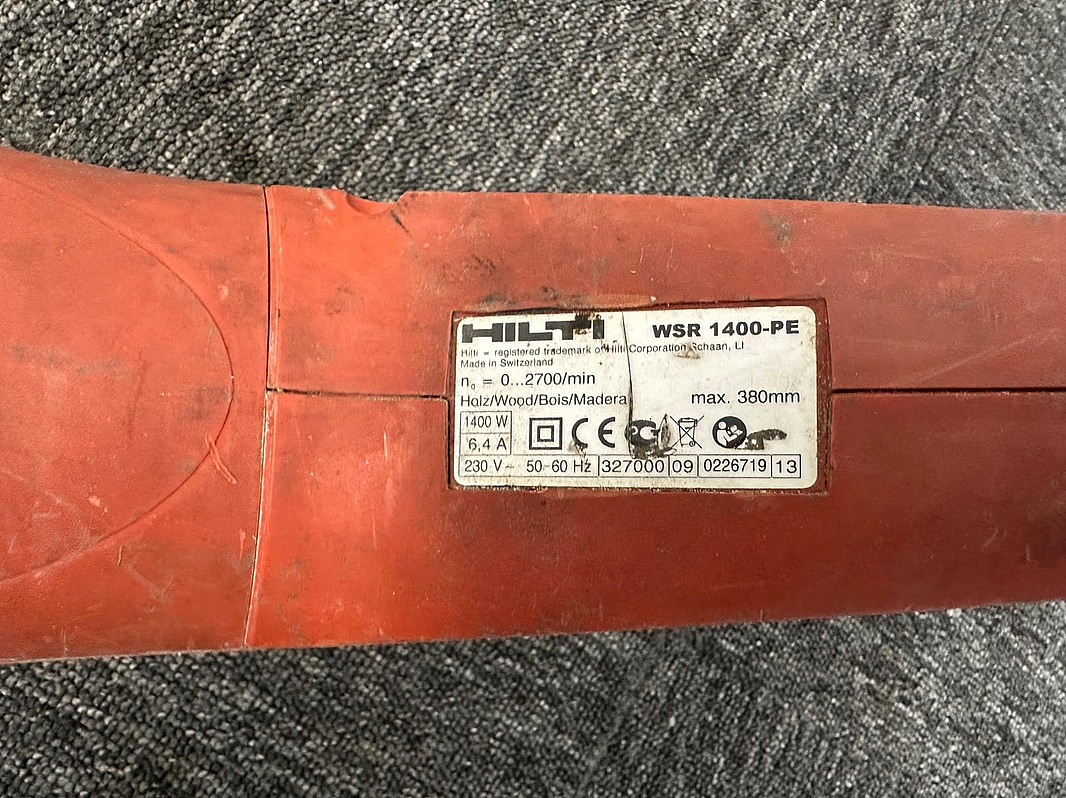 HILTI WSR 1400-PE
Hilti = registered trademark of Hilti Corporation Schaan, LI
Made in Switzerland
n₀ = 0...2700/min
Holz/Wood/Bois/Madera max. 380mm
1400 W
6,4 A
230 V~ 50-60 Hz 327000 09 0226719 13